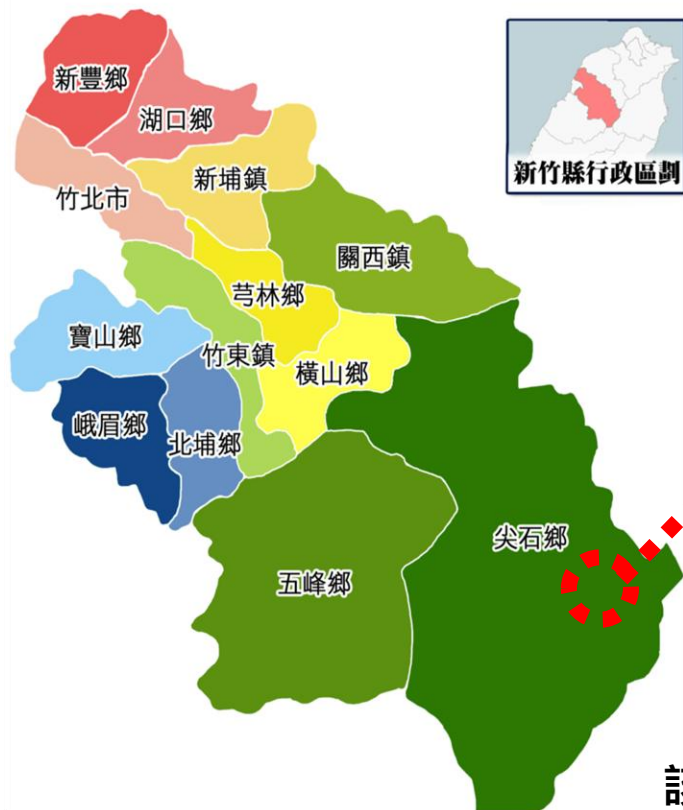 新豐鄉
湖口鄉
新竹縣行政區劃
新埔鎮
竹北市
關西鎮
芎林鄉
寶山鄉
竹東鎮
橫山鄉
峨眉鄉
北埔鄉
尖石鄉
五峰鄉